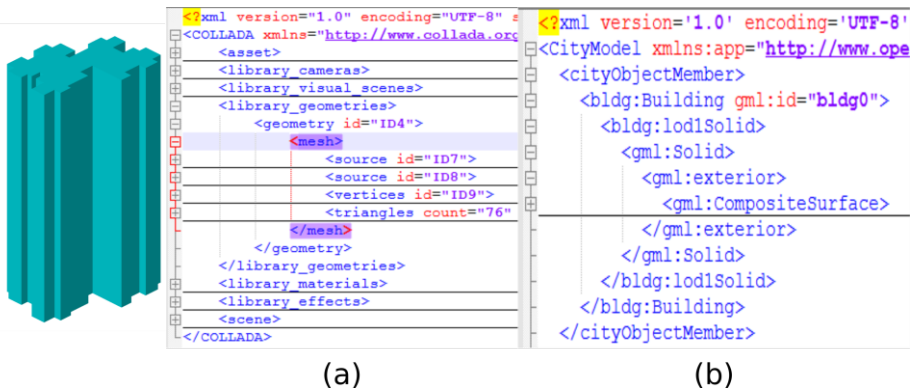 <?xml version="1.0" encoding="UTF-8" s
<COLLADA xmlns="http://www.collada.org
<asset>
<library_cameras>
<library_visual_scenes>
<library_geometries>
<geometry id="ID4">
<mesh>
<source id="ID7">
<source id="ID8">
<vertices id="ID9">
<triangles count="76"
</mesh>
</geometry>
</library_geometries>
<library_materials>
<library_effects>
<scene>
</COLLADA>
(a)
<?xml version='1.0' encoding='UTF-8'
<CityModel xmlns:app="http://www.ope
<cityObjectMember>
<bldg:Building gml:id="bldg0">
<bldg:lod1Solid>
<gml:Solid>
<gml:exterior>
<gml:CompositeSurface>
</gml:exterior>
</gml:Solid>
</bldg:lod1Solid>
</bldg:Building>
</cityObjectMember>
(b)